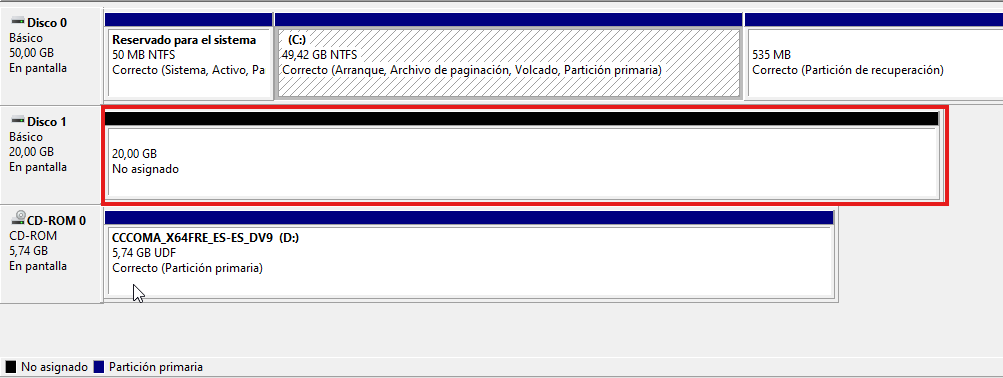 Disco 0
Básico
50,00 GB
En pantalla
Reservado para el sistema
50 MB NTFS
Correcto (Sistema, Activo, Pa
(C:)
49,42 GB NTFS
Correcto (Arranque, Archivo de paginación, Volcado, Partición primaria)
535 MB
Correcto (Partición de recuperación)
Disco 1
Básico
20,00 GB
En pantalla
20,00 GB
No asignado
CD-ROM 0
CD-ROM
5,74 GB
En pantalla
CCCOMA_X64FRE_ES-ES_DV9 (D:)
5,74 GB UDF
Correcto (Partición primaria)
No asignado Partición primaria